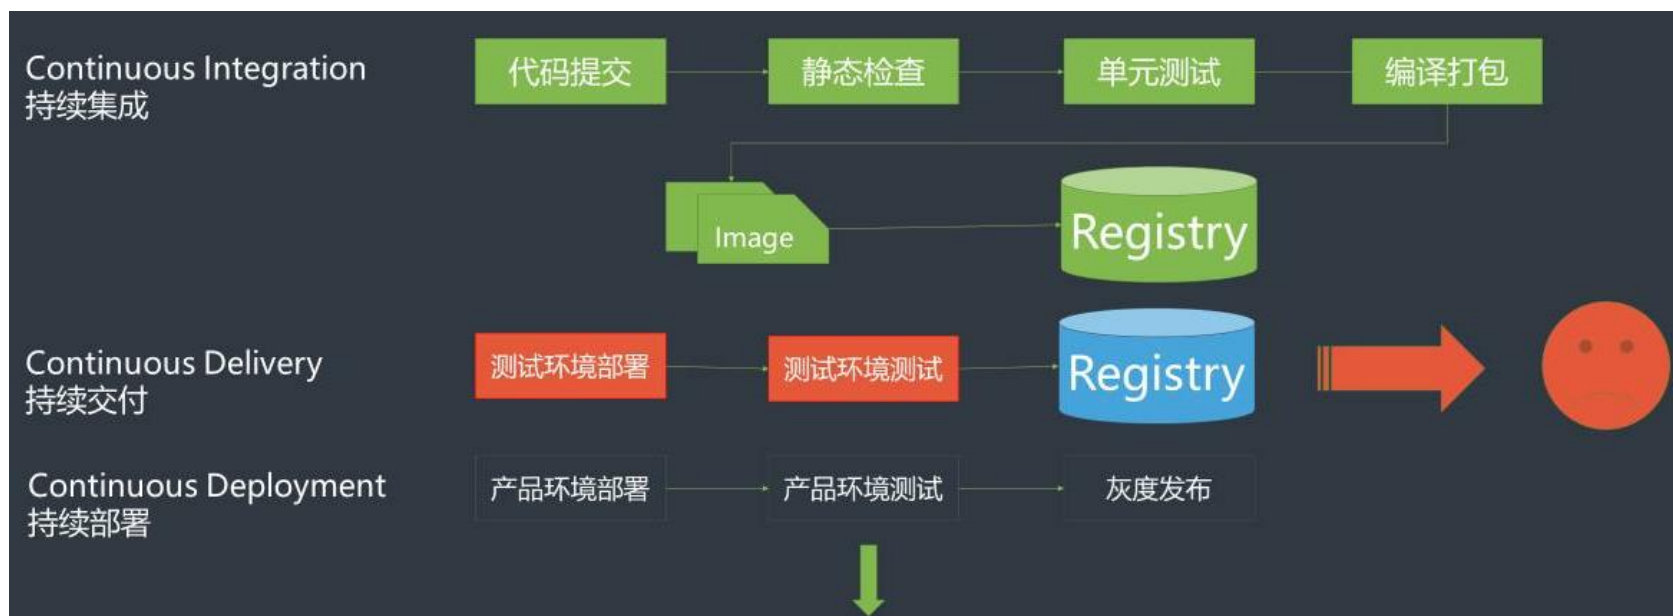 Continuous Integration
持续集成
代码提交
静态检查
单元测试
编译打包
Image
Registry
Continuous Delivery
持续交付
测试环境部署
测试环境测试
Registry
Continuous Deployment
持续部署
产品环境部署
产品环境测试
灰度发布